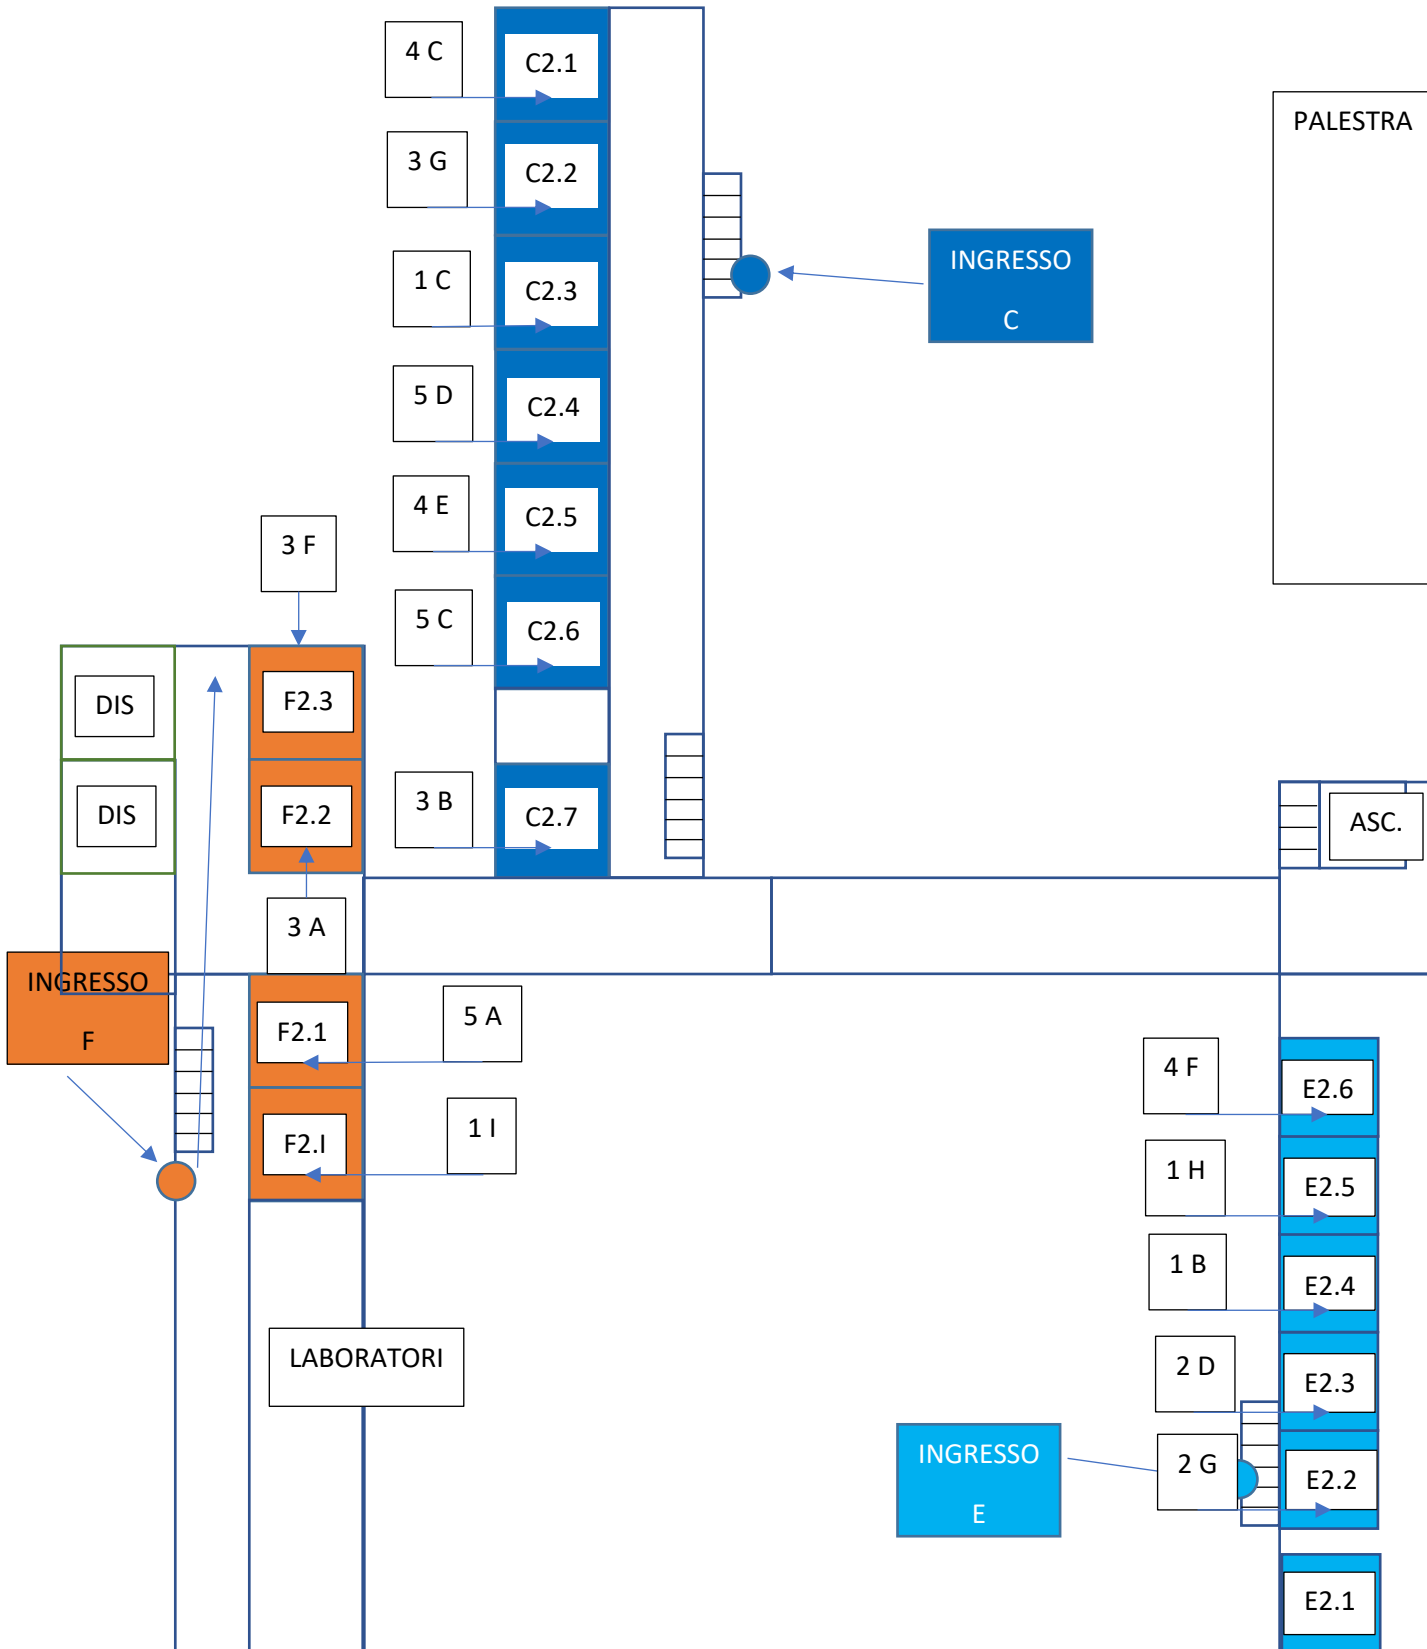 4 C
C2.1
PALESTRA
3 G
C2.2
INGRESSO
C
1 C
C2.3
5 D
C2.4
4 E
C2.5
3 F
5 C
C2.6
DIS
F2.3
DIS
F2.2
3 B
C2.7
ASC.
3 A
INGRESSO
F
F2.1
5 A
F2.I
1 I
4 F
E2.6
1 H
E2.5
1 B
E2.4
LABORATORI
2 D
E2.3
INGRESSO
E
2 G
E2.2
E2.1